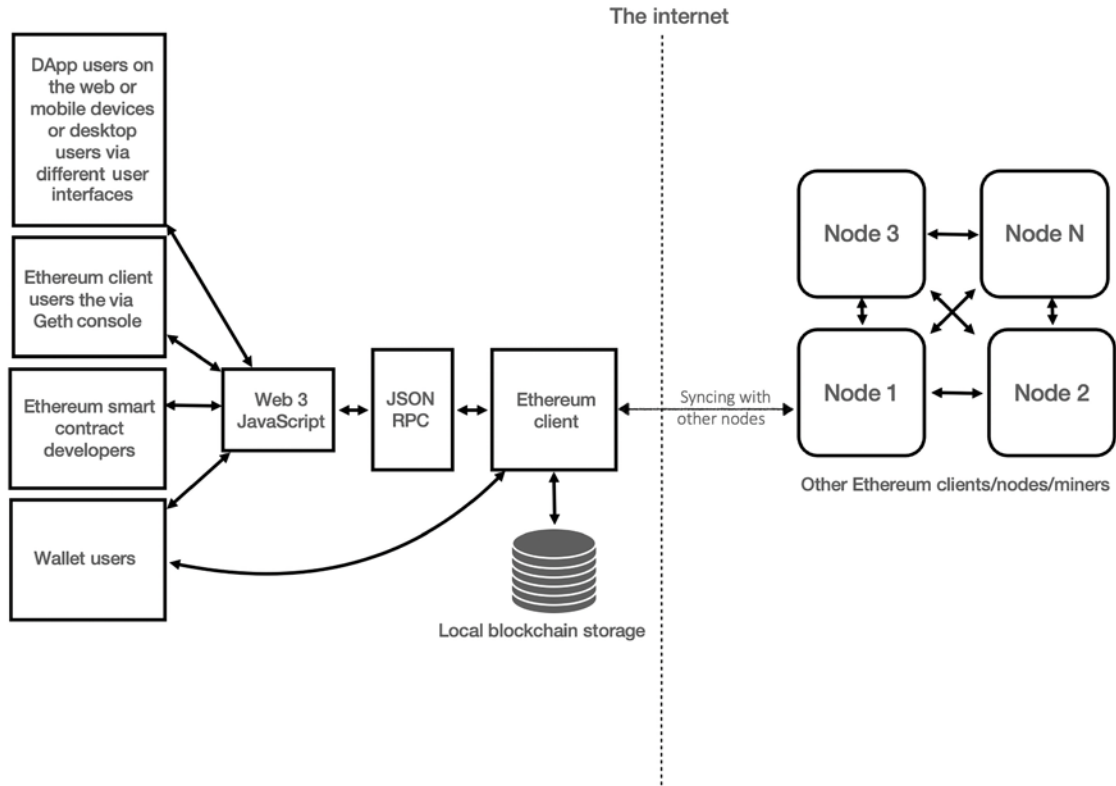 The internet
DApp users on
the web or
mobile devices
or desktop
users via
different user
interfaces
Ethereum client
users the via
Geth console
Ethereum smart
contract
developers
Wallet users
Web 3
JavaScript
JSON
RPC
Ethereum
client
Local blockchain storage
Syncing with
other nodes
Node 3
Node N
Node 1
Node 2
Other Ethereum clients/nodes/miners